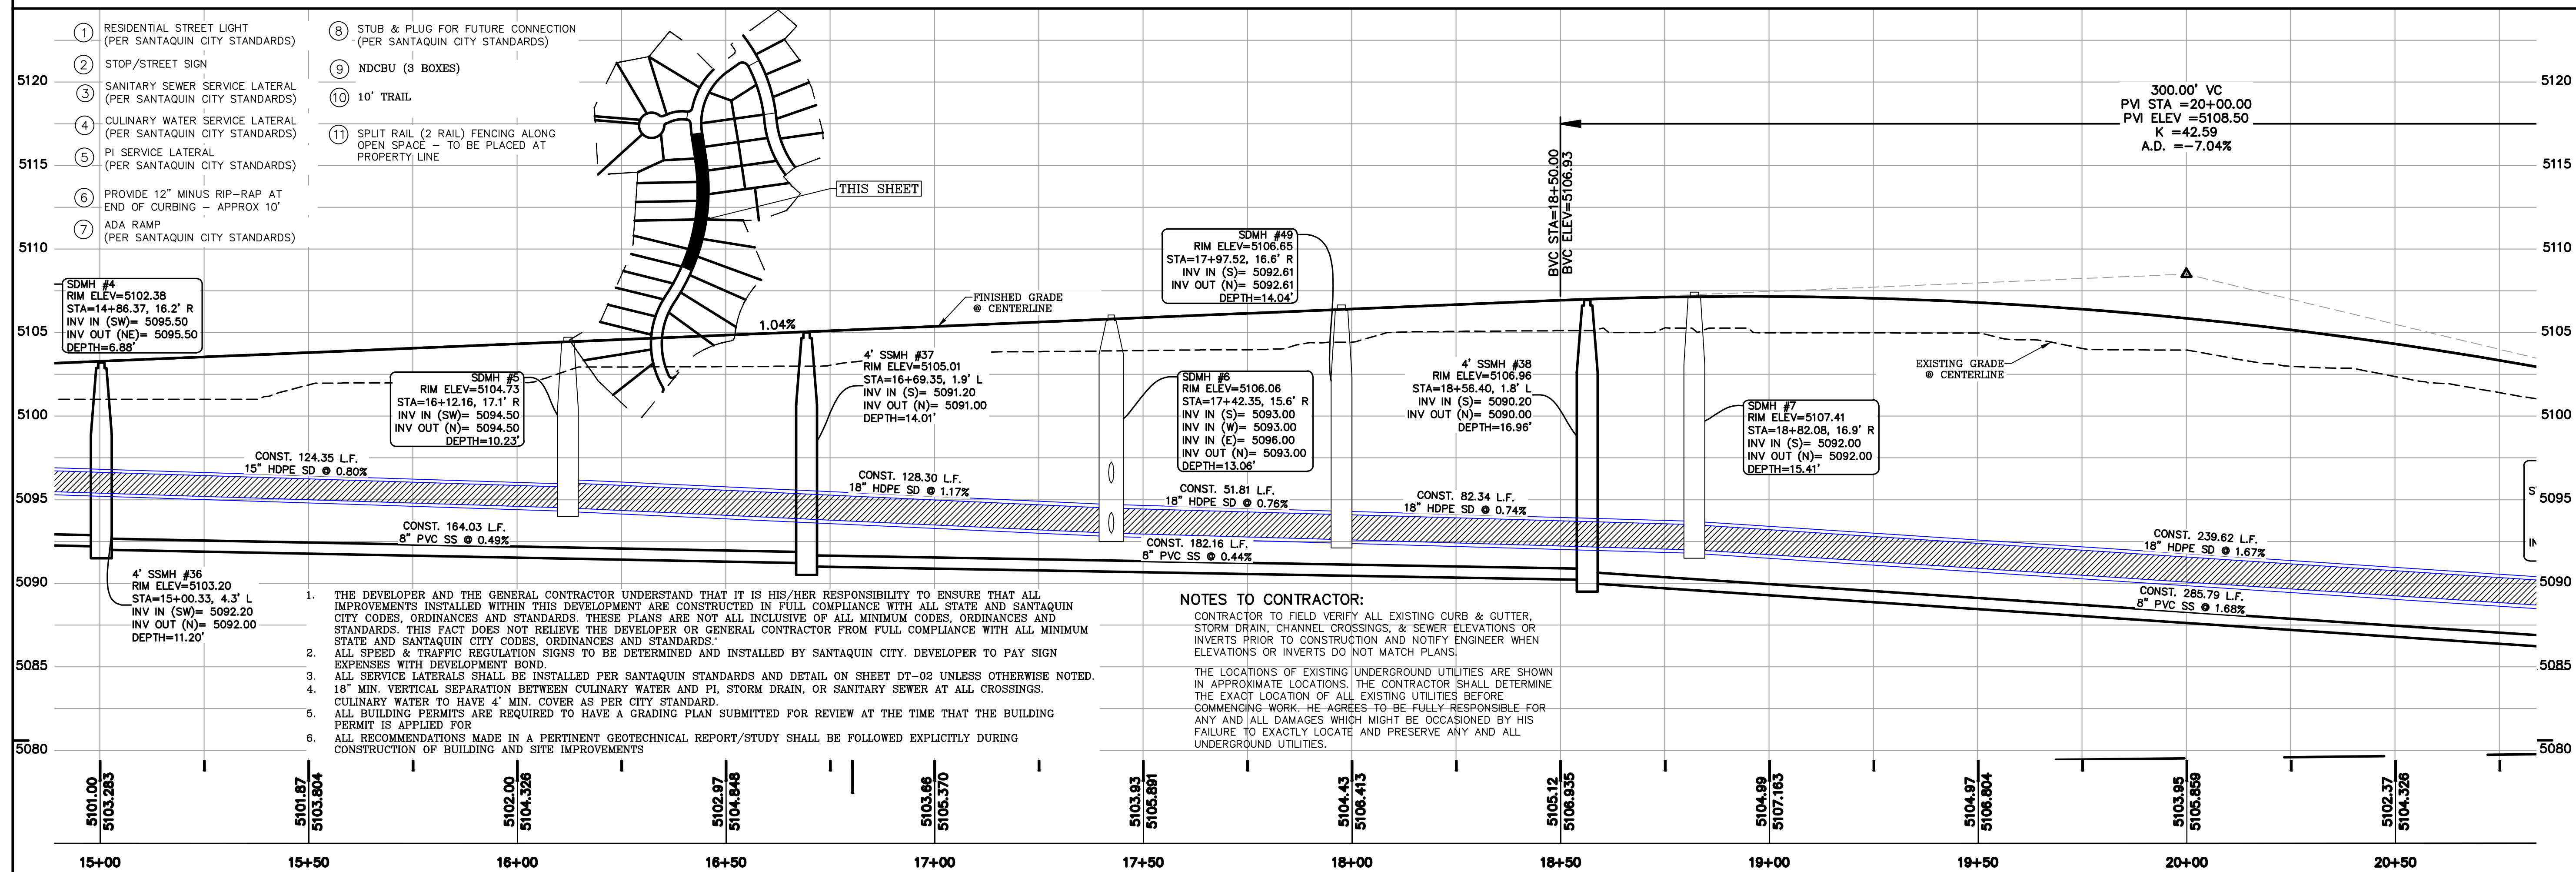 1 RESIDENTIAL STREET LIGHT
(PER SANTAQUIN CITY STANDARDS)
2 STOP/STREET SIGN
3 SANITARY SEWER SERVICE LATERAL
(PER SANTAQUIN CITY STANDARDS)
4 CULINARY WATER SERVICE LATERAL
(PER SANTAQUIN CITY STANDARDS)
5 PI SERVICE LATERAL
(PER SANTAQUIN CITY STANDARDS)
6 PROVIDE 12" MINUS RIP-RAP AT
END OF CURBING - APPROX 10'
7 ADA RAMP
(PER SANTAQUIN CITY STANDARDS)
8 STUB & PLUG FOR FUTURE CONNECTION
(PER SANTAQUIN CITY STANDARDS)
9 NDCBU (3 BOXES)
10 10' TRAIL
11 SPLIT RAIL (2 RAIL) FENCING ALONG
OPEN SPACE - TO BE PLACED AT
PROPERTY LINE
THIS SHEET
300.00' VC
PVI STA =20+00.00
PVI ELEV =5108.50
K =42.59
A.D. =-7.04%
BVC STA=18+50.00
BVC ELEV=5106.93
5120
5115
5110
5105
5100
5095
5090
5085
5080
5120
5115
5110
5105
5100
5095
5090
5085
5080
SDMH #4
RIM ELEV=5102.38
STA=14+86.37, 16.2' R
INV IN (SW)= 5095.50
INV OUT (NE)= 5095.50
DEPTH=6.88'
SDMH #5
RIM ELEV=5104.73
STA=16+12.16, 17.1' R
INV IN (SW)= 5094.50
INV OUT (N)= 5094.50
DEPTH=10.23'
1.04%
FINISHED GRADE
@ CENTERLINE
4' SSMH #37
RIM ELEV=5105.01
STA=16+69.35, 1.9' L
INV IN (S)= 5091.20
INV OUT (N)= 5091.00
DEPTH=14.01'
SDMH #49
RIM ELEV=5106.65
STA=17+97.52, 16.6' R
INV IN (S)= 5092.61
INV OUT (N)= 5092.61
DEPTH=14.04'
SDMH #6
RIM ELEV=5106.06
STA=17+42.35, 15.6' R
INV IN (S)= 5093.00
INV IN (W)= 5093.00
INV IN (E)= 5096.00
INV OUT (N)= 5093.00
DEPTH=13.06'
4' SSMH #38
RIM ELEV=5106.96
STA=18+56.40, 1.8' L
INV IN (S)= 5090.20
INV OUT (N)= 5090.00
DEPTH=16.96'
SDMH #7
RIM ELEV=5107.41
STA=18+82.08, 16.9' R
INV IN (S)= 5092.00
INV OUT (N)= 5092.00
DEPTH=15.41'
EXISTING GRADE
@ CENTERLINE
CONST. 124.35 L.F.
15" HDPE SD @ 0.80%
CONST. 128.30 L.F.
18" HDPE SD @ 1.17%
CONST. 51.81 L.F.
18" HDPE SD @ 0.76%
CONST. 82.34 L.F.
18" HDPE SD @ 0.74%
CONST. 239.62 L.F.
18" HDPE SD @ 1.67%
CONST. 164.03 L.F.
8" PVC SS @ 0.49%
CONST. 182.16 L.F.
8" PVC SS @ 0.44%
CONST. 285.79 L.F.
8" PVC SS @ 1.68%
4' SSMH #36
RIM ELEV=5103.20
STA=15+00.33, 4.3' L
INV IN (SW)= 5092.20
INV OUT (N)= 5092.00
DEPTH=11.20'
1. THE DEVELOPER AND THE GENERAL CONTRACTOR UNDERSTAND THAT IT IS HIS/HER RESPONSIBILITY TO ENSURE THAT ALL
IMPROVEMENTS INSTALLED WITHIN THIS DEVELOPMENT ARE CONSTRUCTED IN FULL COMPLIANCE WITH ALL STATE AND SANTAQUIN
CITY CODES, ORDINANCES AND STANDARDS. THESE PLANS ARE NOT ALL INCLUSIVE OF ALL MINIMUM CODES, ORDINANCES AND
STANDARDS. THIS FACT DOES NOT RELIEVE THE DEVELOPER OR GENERAL CONTRACTOR FROM FULL COMPLIANCE WITH ALL MINIMUM
STATE AND SANTAQUIN CITY CODES, ORDINANCES AND STANDARDS."
2. ALL SPEED & TRAFFIC REGULATION SIGNS TO BE DETERMINED AND INSTALLED BY SANTAQUIN CITY. DEVELOPER TO PAY SIGN
EXPENSES WITH DEVELOPMENT BOND.
3. ALL SERVICE LATERALS SHALL BE INSTALLED PER SANTAQUIN STANDARDS AND DETAIL ON SHEET DT-02 UNLESS OTHERWISE NOTED.
4. 18" MIN. VERTICAL SEPARATION BETWEEN CULINARY WATER AND PI, STORM DRAIN, OR SANITARY SEWER AT ALL CROSSINGS.
CULINARY WATER TO HAVE 4' MIN. COVER AS PER CITY STANDARD.
5. ALL BUILDING PERMITS ARE REQUIRED TO HAVE A GRADING PLAN SUBMITTED FOR REVIEW AT THE TIME THAT THE BUILDING
PERMIT IS APPLIED FOR
6. ALL RECOMMENDATIONS MADE IN A PERTINENT GEOTECHNICAL REPORT/STUDY SHALL BE FOLLOWED EXPLICITLY DURING
CONSTRUCTION OF BUILDING AND SITE IMPROVEMENTS
NOTES TO CONTRACTOR:
CONTRACTOR TO FIELD VERIFY ALL EXISTING CURB & GUTTER,
STORM DRAIN, CHANNEL CROSSINGS, & SEWER ELEVATIONS OR
INVERTS PRIOR TO CONSTRUCTION AND NOTIFY ENGINEER WHEN
ELEVATIONS OR INVERTS DO NOT MATCH PLANS.
THE LOCATIONS OF EXISTING UNDERGROUND UTILITIES ARE SHOWN
IN APPROXIMATE LOCATIONS. THE CONTRACTOR SHALL DETERMINE
THE EXACT LOCATION OF ALL EXISTING UTILITIES BEFORE
COMMENCING WORK. HE AGREES TO BE FULLY RESPONSIBLE FOR
ANY AND ALL DAMAGES WHICH MIGHT BE OCCASIONED BY HIS
FAILURE TO EXACTLY LOCATE AND PRESERVE ANY AND ALL
UNDERGROUND UTILITIES.
5101.00
5103.283
5101.87
5103.804
5102.00
5104.326
5102.97
5104.848
5103.66
5105.370
5103.93
5105.891
5104.43
5106.413
5105.12
5106.935
5104.99
5107.163
5104.97
5106.804
5103.95
5105.859
5102.37
5104.326
15+00
15+50
16+00
16+50
17+00
17+50
18+00
18+50
19+00
19+50
20+00
20+50